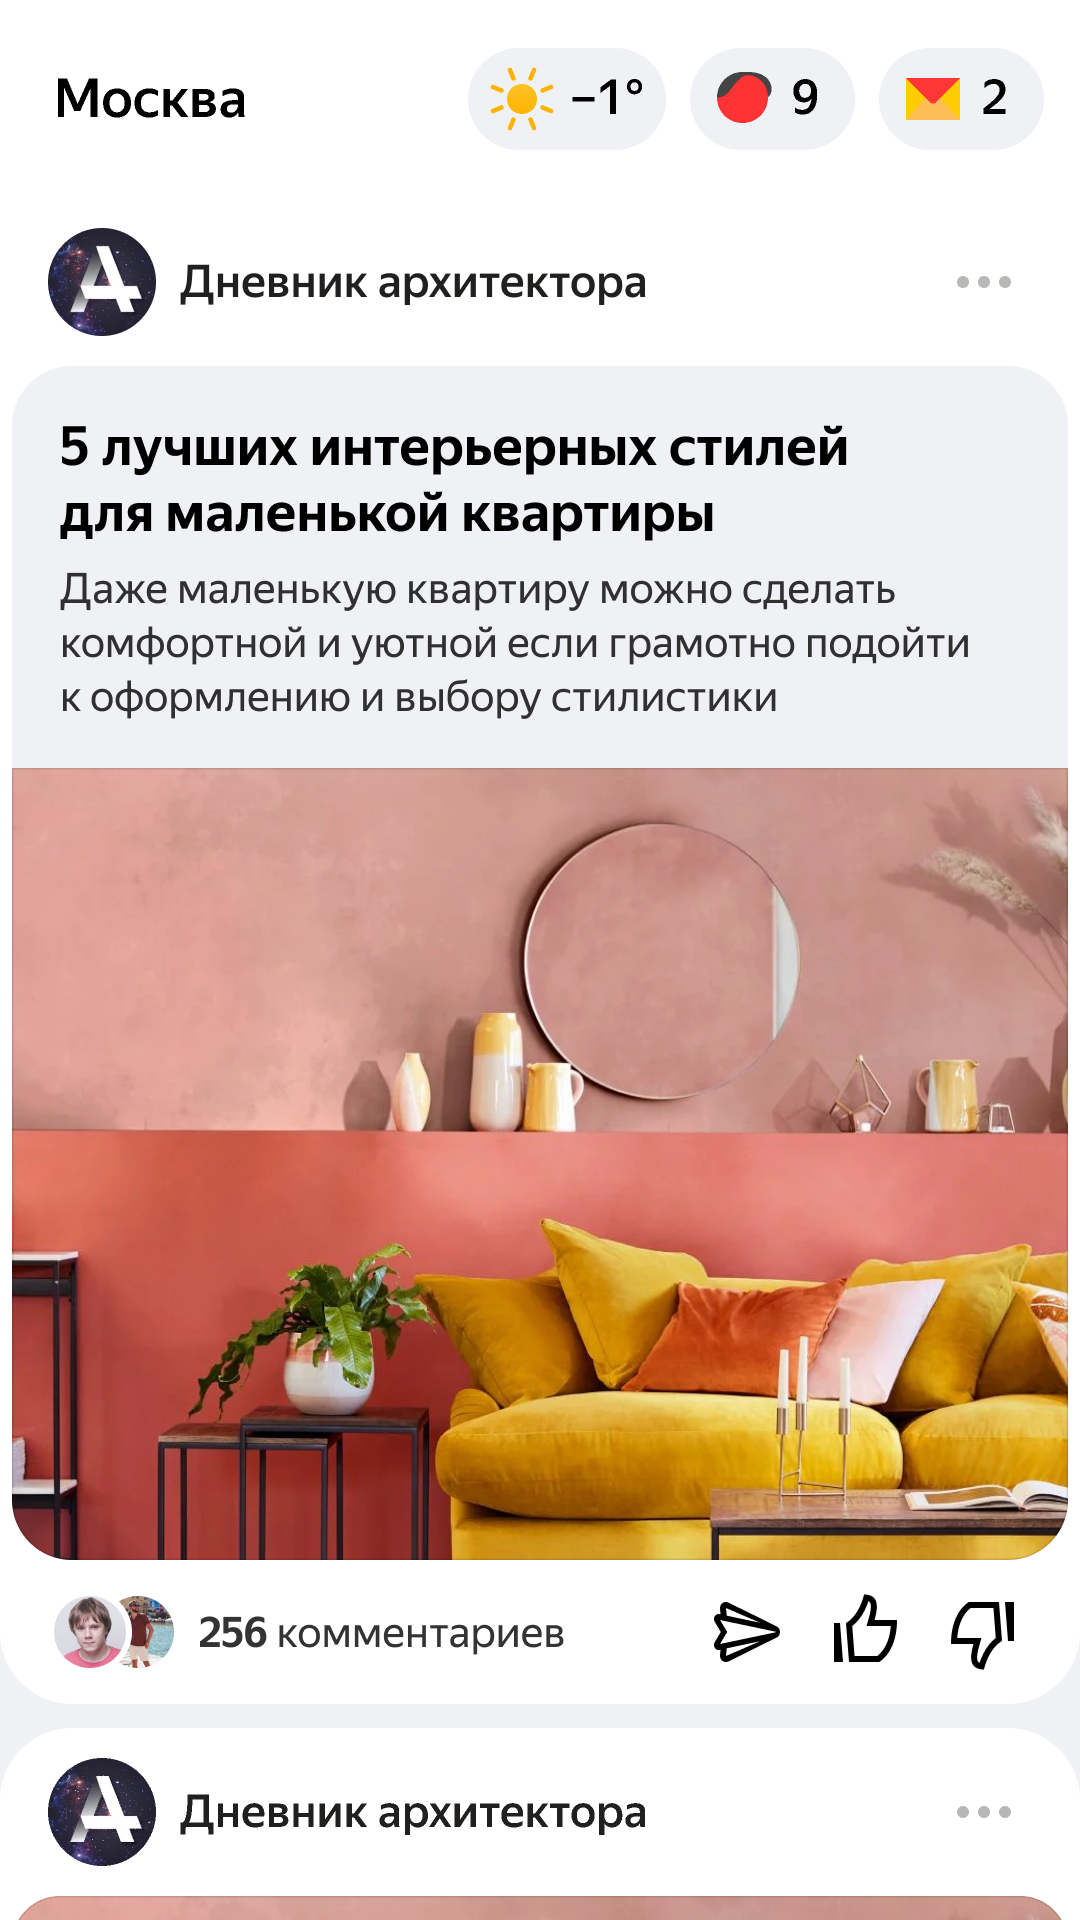 Москва
–1°
9
2
Дневник архитектора
5 лучших интерьерных стилей
для маленькой квартиры
Даже маленькую квартиру можно сделать
комфортной и уютной если грамотно подойти
к оформлению и выбору стилистики
256 комментариев
Дневник архитектора